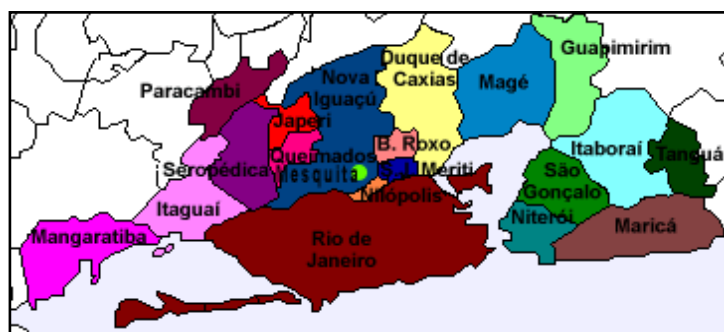 Duque de
Caxias
Guapimirim
Nova
Iguaçú
Magé
Paracambi
Japeri
B. Roxo
Itaboraí
Tanguá
Queimados
Seropédica
Mesquita
S. J. Meriti
São
Gonçalo
Nilópolis
Itaguaí
Niterói
Maricá
Mangaratiba
Rio de
Janeiro